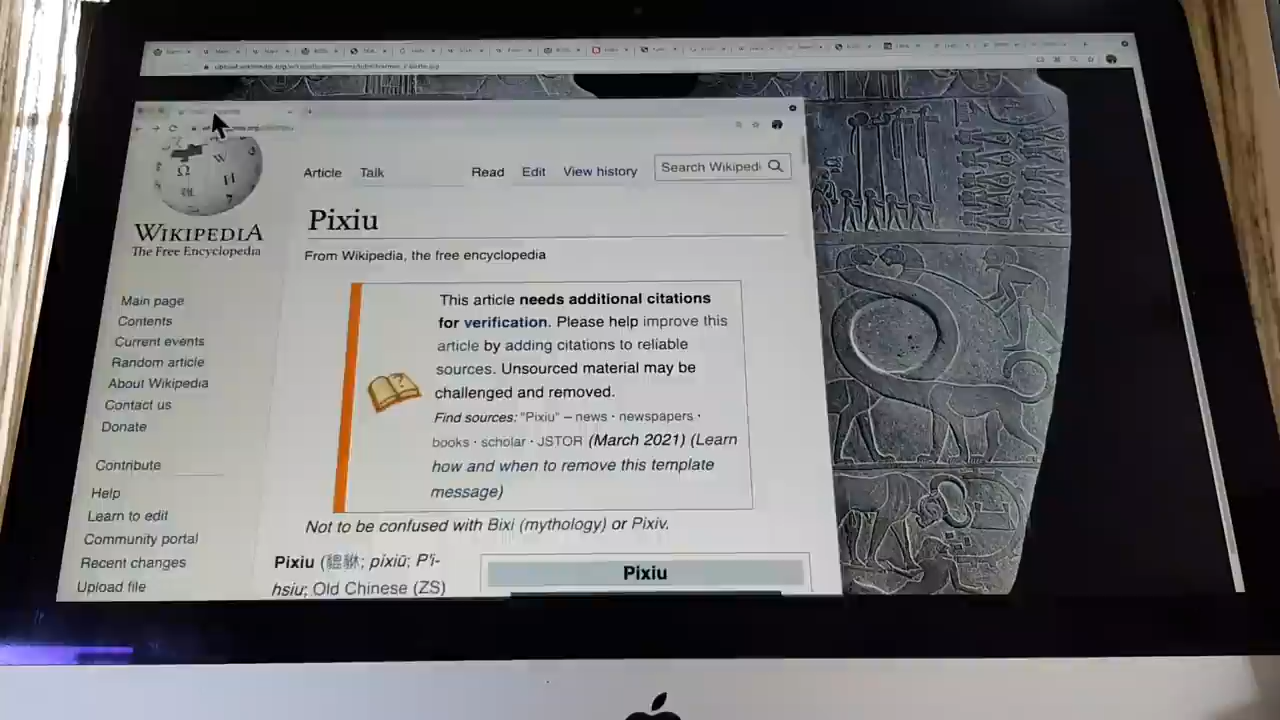 Article Talk Read Edit View history Search Wikipedi
WIKIPEDIA
The Free Encyclopedia
Main page
Contents
Current events
Random article
About Wikipedia
Contact us
Donate
Contribute
Help
Learn to edit
Community portal
Recent changes
Upload file
Pixiu
From Wikipedia, the free encyclopedia
This article needs additional citations
for verification. Please help improve this
article by adding citations to reliable
sources. Unsourced material may be
challenged and removed.
Find sources: "Pixiu" – news · newspapers ·
books · scholar · JSTOR (March 2021) (Learn
how and when to remove this template
message)
Not to be confused with Bixi (mythology) or Pixiv.
Pixiu (貔貅; píxiū; P'i-
hsiu; Old Chinese (ZS)
Pixiu